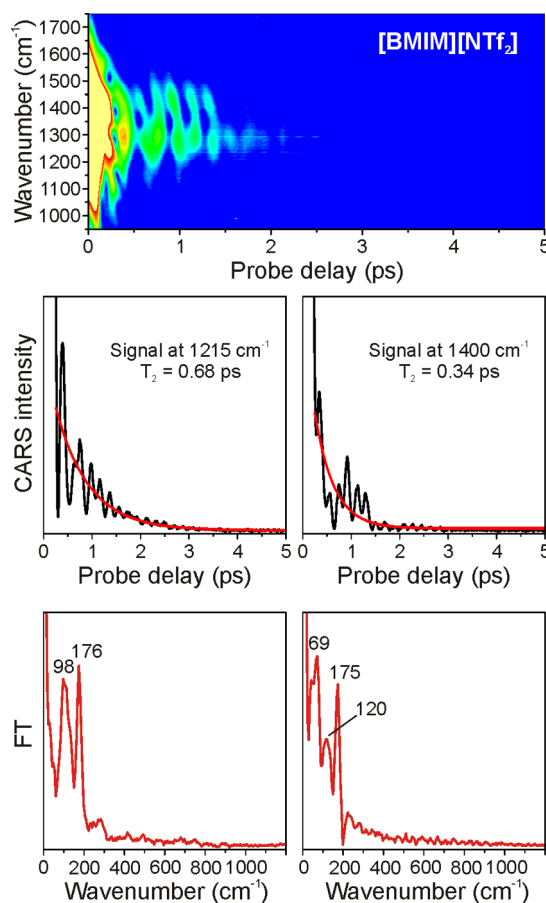 [BMIM][NTf₂]
Wavenumber (cm⁻¹)
1700
1600
1500
1400
1300
1200
1100
1000
0 1 2 3 4 5
Probe delay (ps)
CARS intensity
Signal at 1215 cm⁻¹
T₂ = 0.68 ps
0 1 2 3 4 5
Probe delay (ps)
Signal at 1400 cm⁻¹
T₂ = 0.34 ps
0 1 2 3 4 5
Probe delay (ps)
FT
98 176
0 200 400 600 800 1000
Wavenumber (cm⁻¹)
69
175
120
0 200 400 600 800 1000
Wavenumber (cm⁻¹)